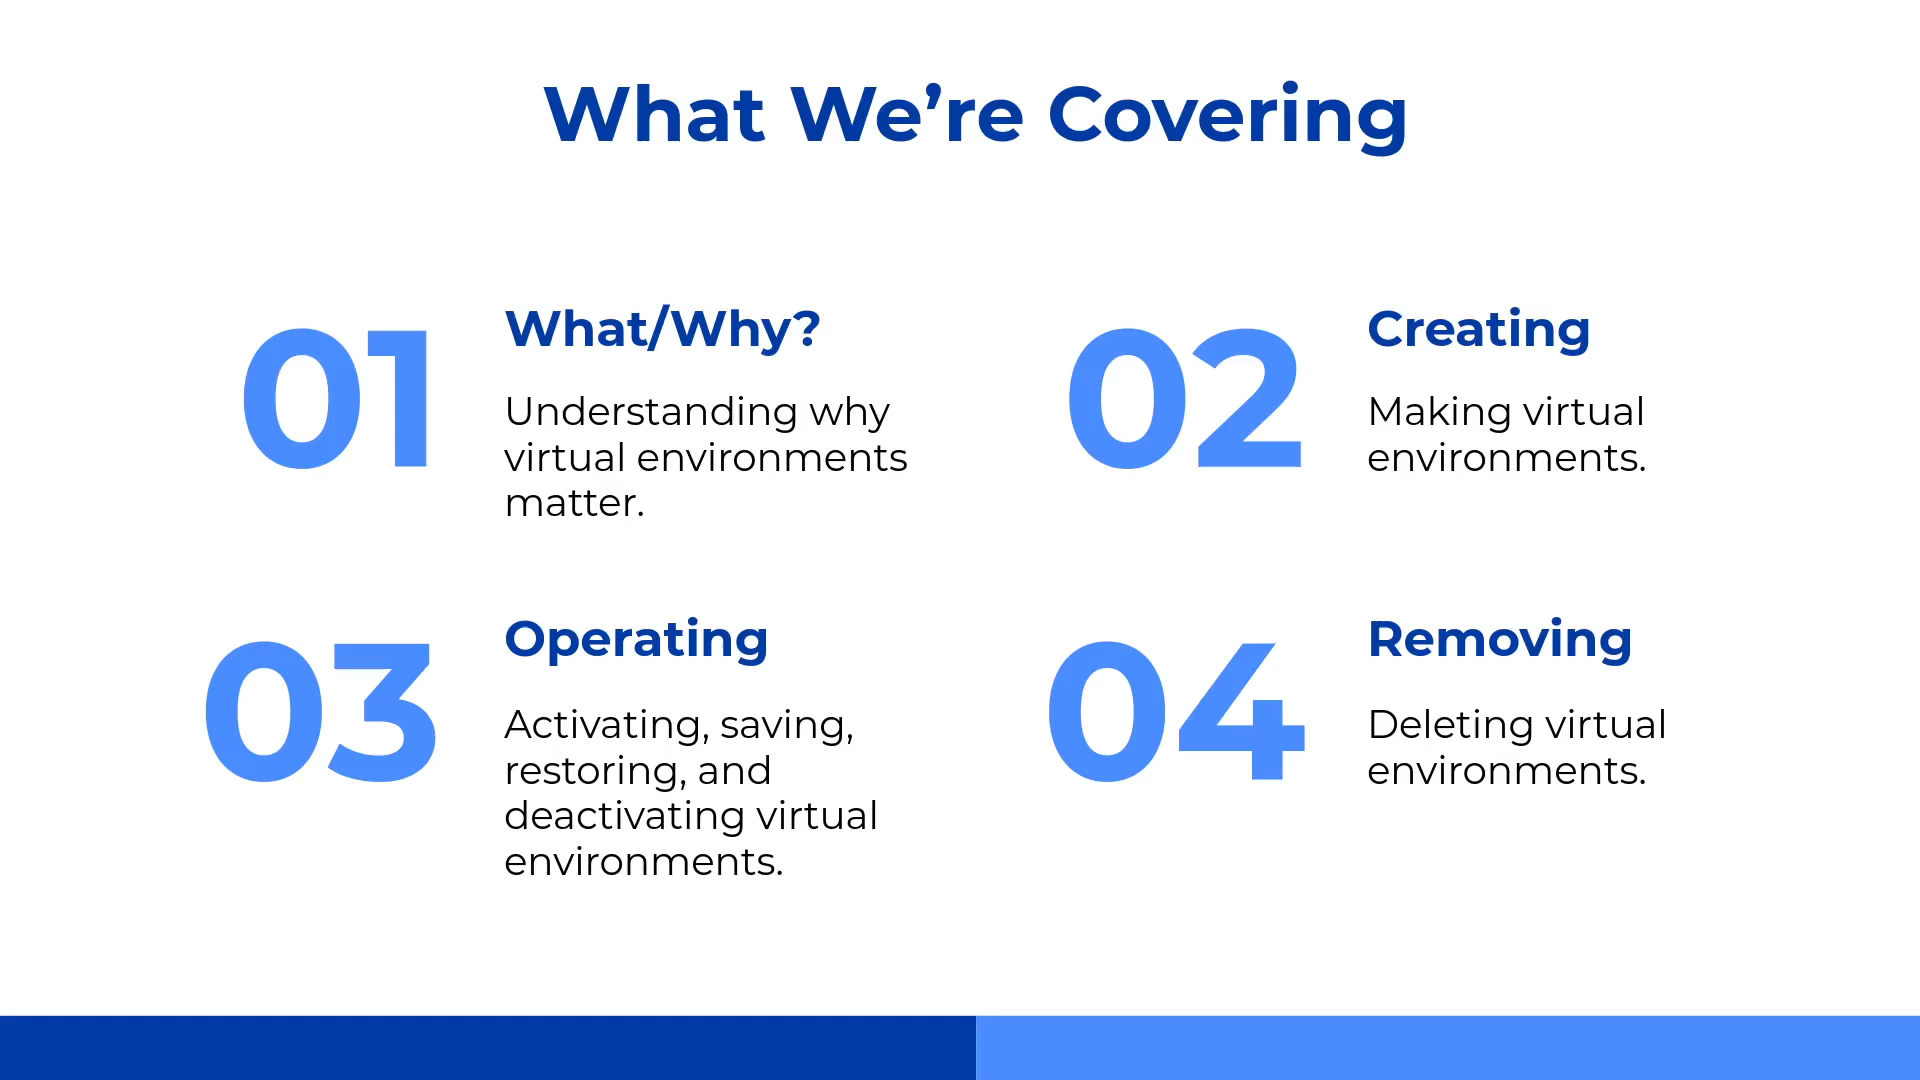 What We’re Covering
01
What/Why?
Understanding why
virtual environments
matter.
02
Creating
Making virtual
environments.
03
Operating
Activating, saving,
restoring, and
deactivating virtual
environments.
04
Removing
Deleting virtual
environments.